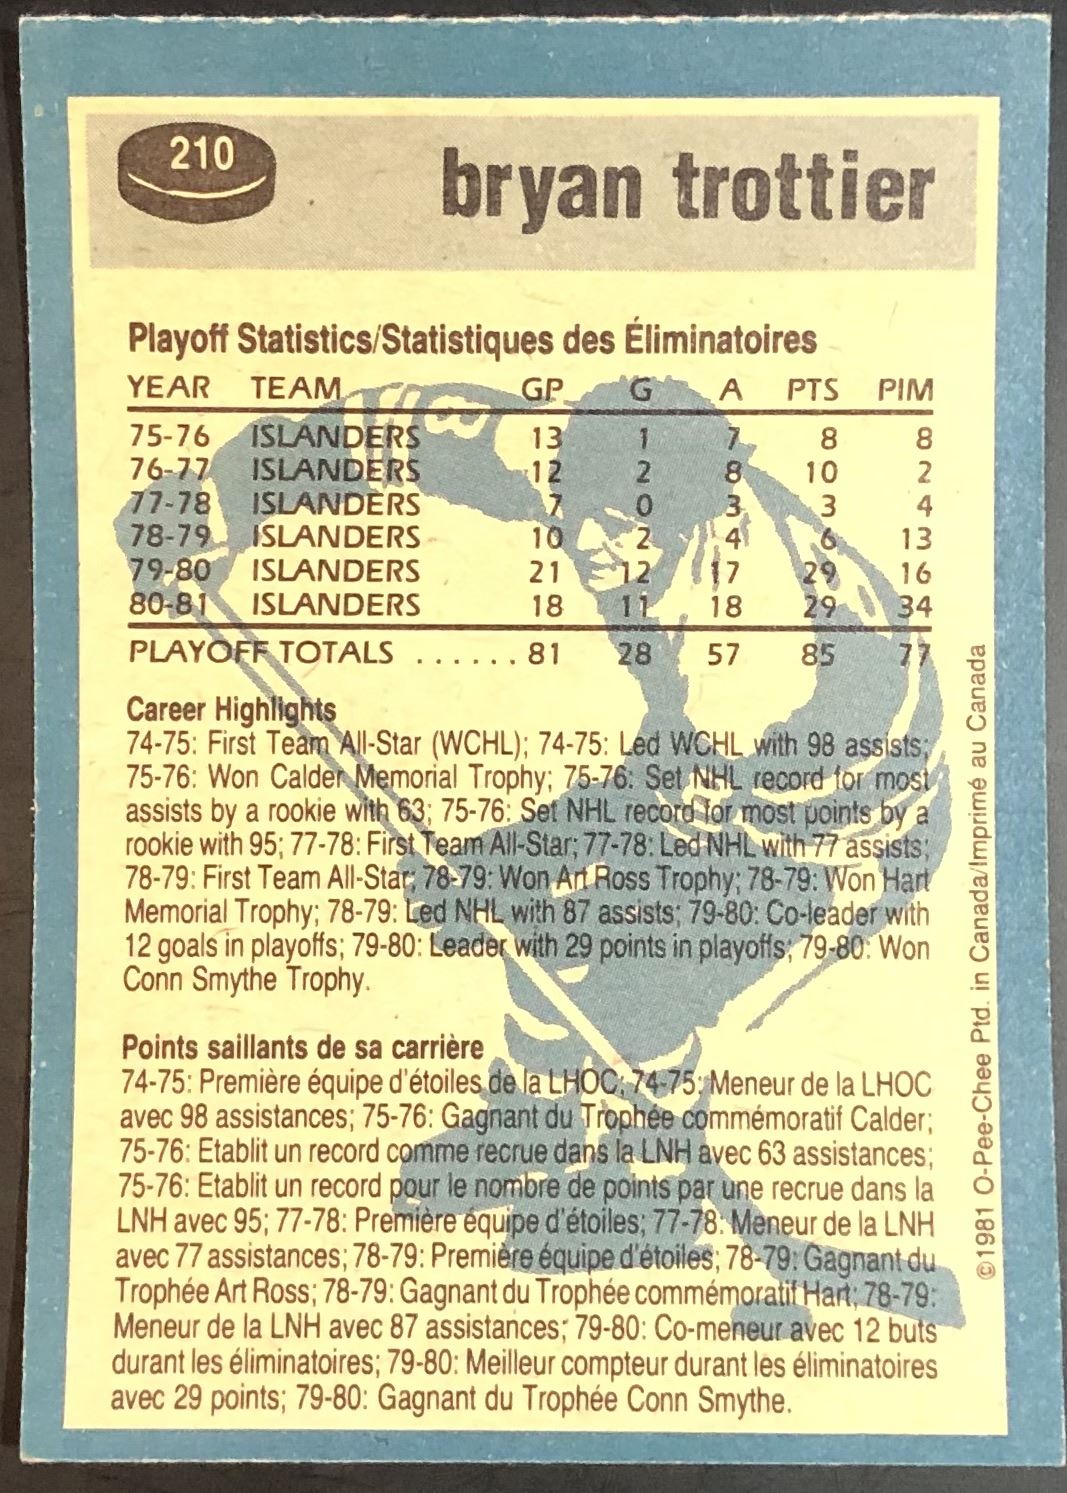 210
bryan trottier
Playoff Statistics/Statistiques des Éliminatoires
YEAR TEAM GP G A PTS PIM
75-76 ISLANDERS 13 1 7 8 8
76-77 ISLANDERS 12 2 8 10 2
77-78 ISLANDERS 7 0 3 3 4
78-79 ISLANDERS 10 2 4 6 13
79-80 ISLANDERS 21 12 17 29 16
80-81 ISLANDERS 18 11 18 29 34
PLAYOFF TOTALS ...... 81 28 57 85 77
Career Highlights
74-75: First Team All-Star (WCHL); 74-75: Led WCHL with 98 assists;
75-76: Won Calder Memorial Trophy; 75-76: Set NHL record for most
assists by a rookie with 63; 75-76: Set NHL record for most points by a
rookie with 95; 77-78: First Team All-Star; 77-78: Led NHL with 77 assists;
78-79: First Team All-Star; 78-79: Won Art Ross Trophy; 78-79: Won Hart
Memorial Trophy; 78-79: Led NHL with 87 assists; 79-80: Co-leader with
12 goals in playoffs; 79-80: Leader with 29 points in playoffs; 79-80: Won
Conn Smythe Trophy.
Points saillants de sa carrière
74-75: Première équipe d'étoiles de la LHOC; 74-75: Meneur de la LHOC
avec 98 assistances; 75-76: Gagnant du Trophée commémoratif Calder;
75-76: Etablit un record comme recrue dans la LNH avec 63 assistances;
75-76: Etablit un record pour le nombre de points par une recrue dans la
LNH avec 95; 77-78: Première équipe d'étoiles; 77-78: Meneur de la LNH
avec 77 assistances; 78-79: Première équipe d'étoiles; 78-79: Gagnant du
Trophée Art Ross; 78-79: Gagnant du Trophée commémoratif Hart; 78-79:
Meneur de la LNH avec 87 assistances; 79-80: Co-meneur avec 12 buts
durant les éliminatoires; 79-80: Meilleur compteur durant les éliminatoires
avec 29 points; 79-80: Gagnant du Trophée Conn Smythe.
©1981 O-Pee-Chee Ptd. in Canada/Imprimé au Canada